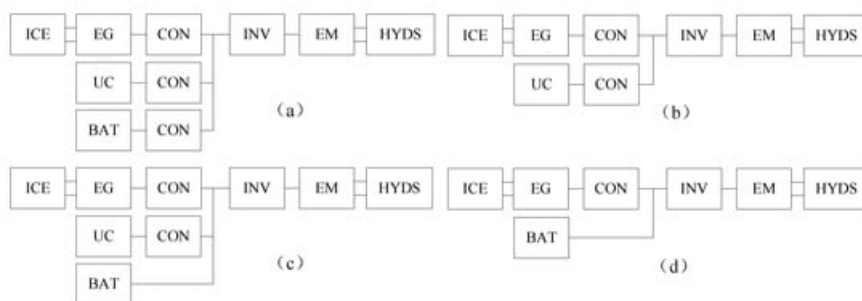 ICE EG CON INV EM HYDS
UC CON
BAT CON
(a)
ICE EG CON INV EM HYDS
UC CON
(b)
ICE EG CON INV EM HYDS
UC CON
BAT
(c)
ICE EG CON INV EM HYDS
BAT
(d)